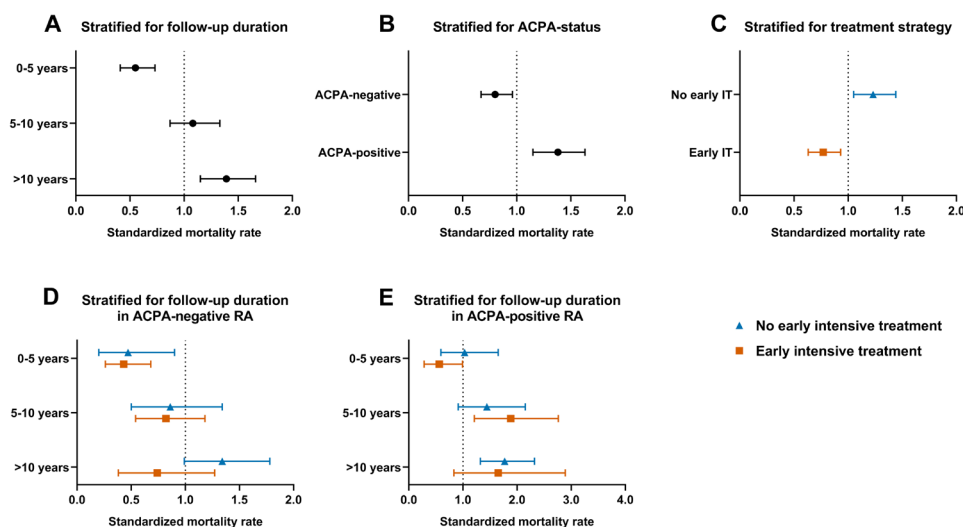 A
Stratified for follow-up duration
0-5 years
5-10 years
>10 years
0.0 0.5 1.0 1.5 2.0
Standardized mortality rate
B
Stratified for ACPA-status
ACPA-negative
ACPA-positive
0.0 0.5 1.0 1.5 2.0
Standardized mortality rate
C
Stratified for treatment strategy
No early IT
Early IT
0.0 0.5 1.0 1.5 2.0
Standardized mortality rate
D
Stratified for follow-up duration
in ACPA-negative RA
0-5 years
5-10 years
>10 years
0.0 0.5 1.0 1.5 2.0
Standardized mortality rate
E
Stratified for follow-up duration
in ACPA-positive RA
0-5 years
5-10 years
>10 years
0.0 1.0 2.0 3.0 4.0
Standardized mortality rate
No early intensive treatment
Early intensive treatment